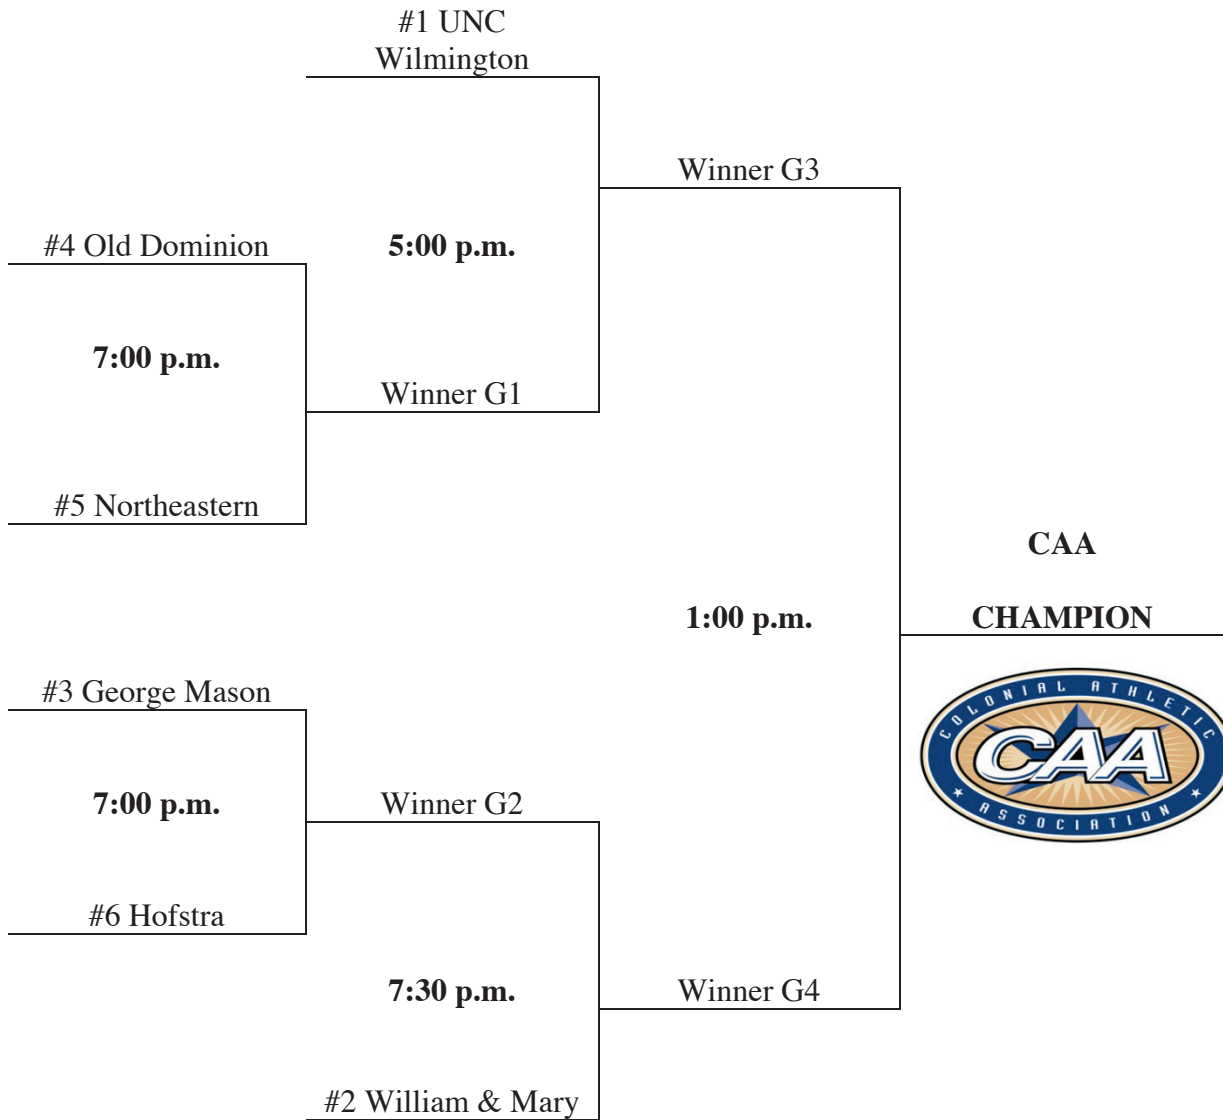 #1 UNC
Wilmington
Winner G3
#4 Old Dominion
5:00 p.m.
7:00 p.m.
Winner G1
#5 Northeastern
CAA
1:00 p.m.
CHAMPION
#3 George Mason
COLONIAL ATHLETIC
CAA
ASSOCIATION
7:00 p.m.
Winner G2
#6 Hofstra
7:30 p.m.
Winner G4
#2 William & Mary